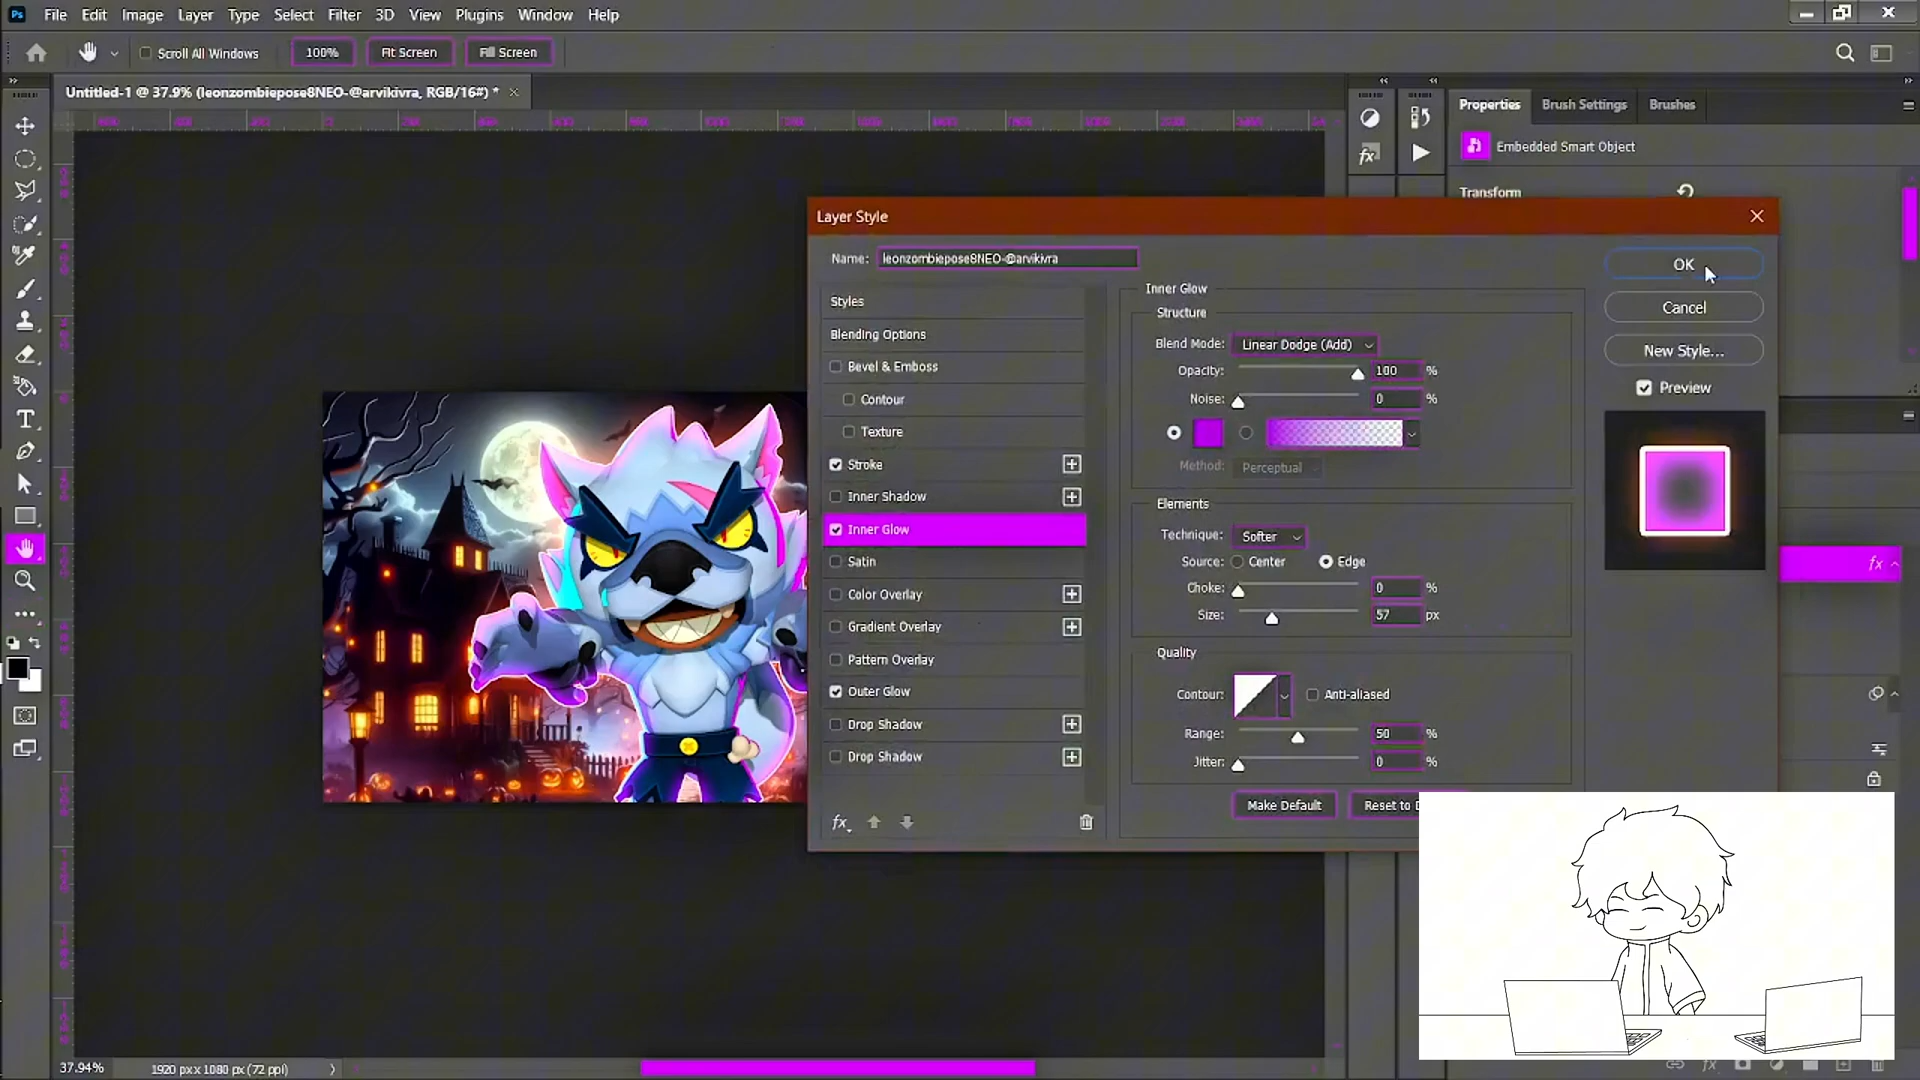 Ps File Edit Image Layer Type Select Filter 3D View Plugins Window Help
Scroll All Windows 100% Fit Screen Fill Screen
Untitled-1 @ 37.9% (leonzombiepose8NEO-@arvikivra, RGB/16#) *
Properties Brush Settings Brushes
Embedded Smart Object
Transform
Layer Style
Name: leonzombiepose8NEO-@arvikivra
Styles
Blending Options
Bevel & Emboss
Contour
Texture
Stroke
Inner Shadow
Inner Glow
Satin
Color Overlay
Gradient Overlay
Pattern Overlay
Outer Glow
Drop Shadow
Drop Shadow
fx
Inner Glow
Structure
Blend Mode: Linear Dodge (Add)
Opacity: 100 %
Noise: 0 %
Method: Perceptual
Elements
Technique: Softer
Source: Center Edge
Choke: 0 %
Size: 57 px
Quality
Contour: Anti-aliased
Range: 50 %
Jitter: 0 %
Make Default Reset to
OK
Cancel
New Style...
Preview
fx
fx
37.94% 1920 px x 1080 px (72 ppi)
fx